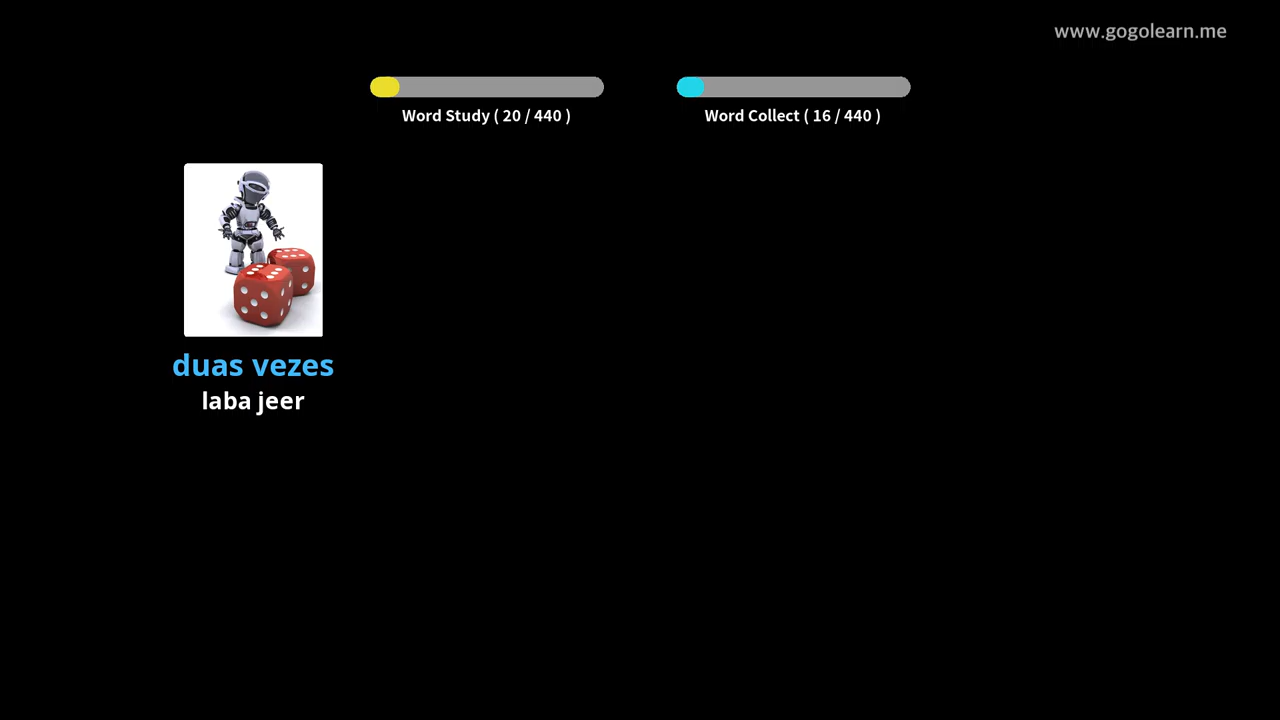 www.gogolearn.me
Word Study ( 20 / 440 )
Word Collect ( 16 / 440 )
duas vezes
laba jeer